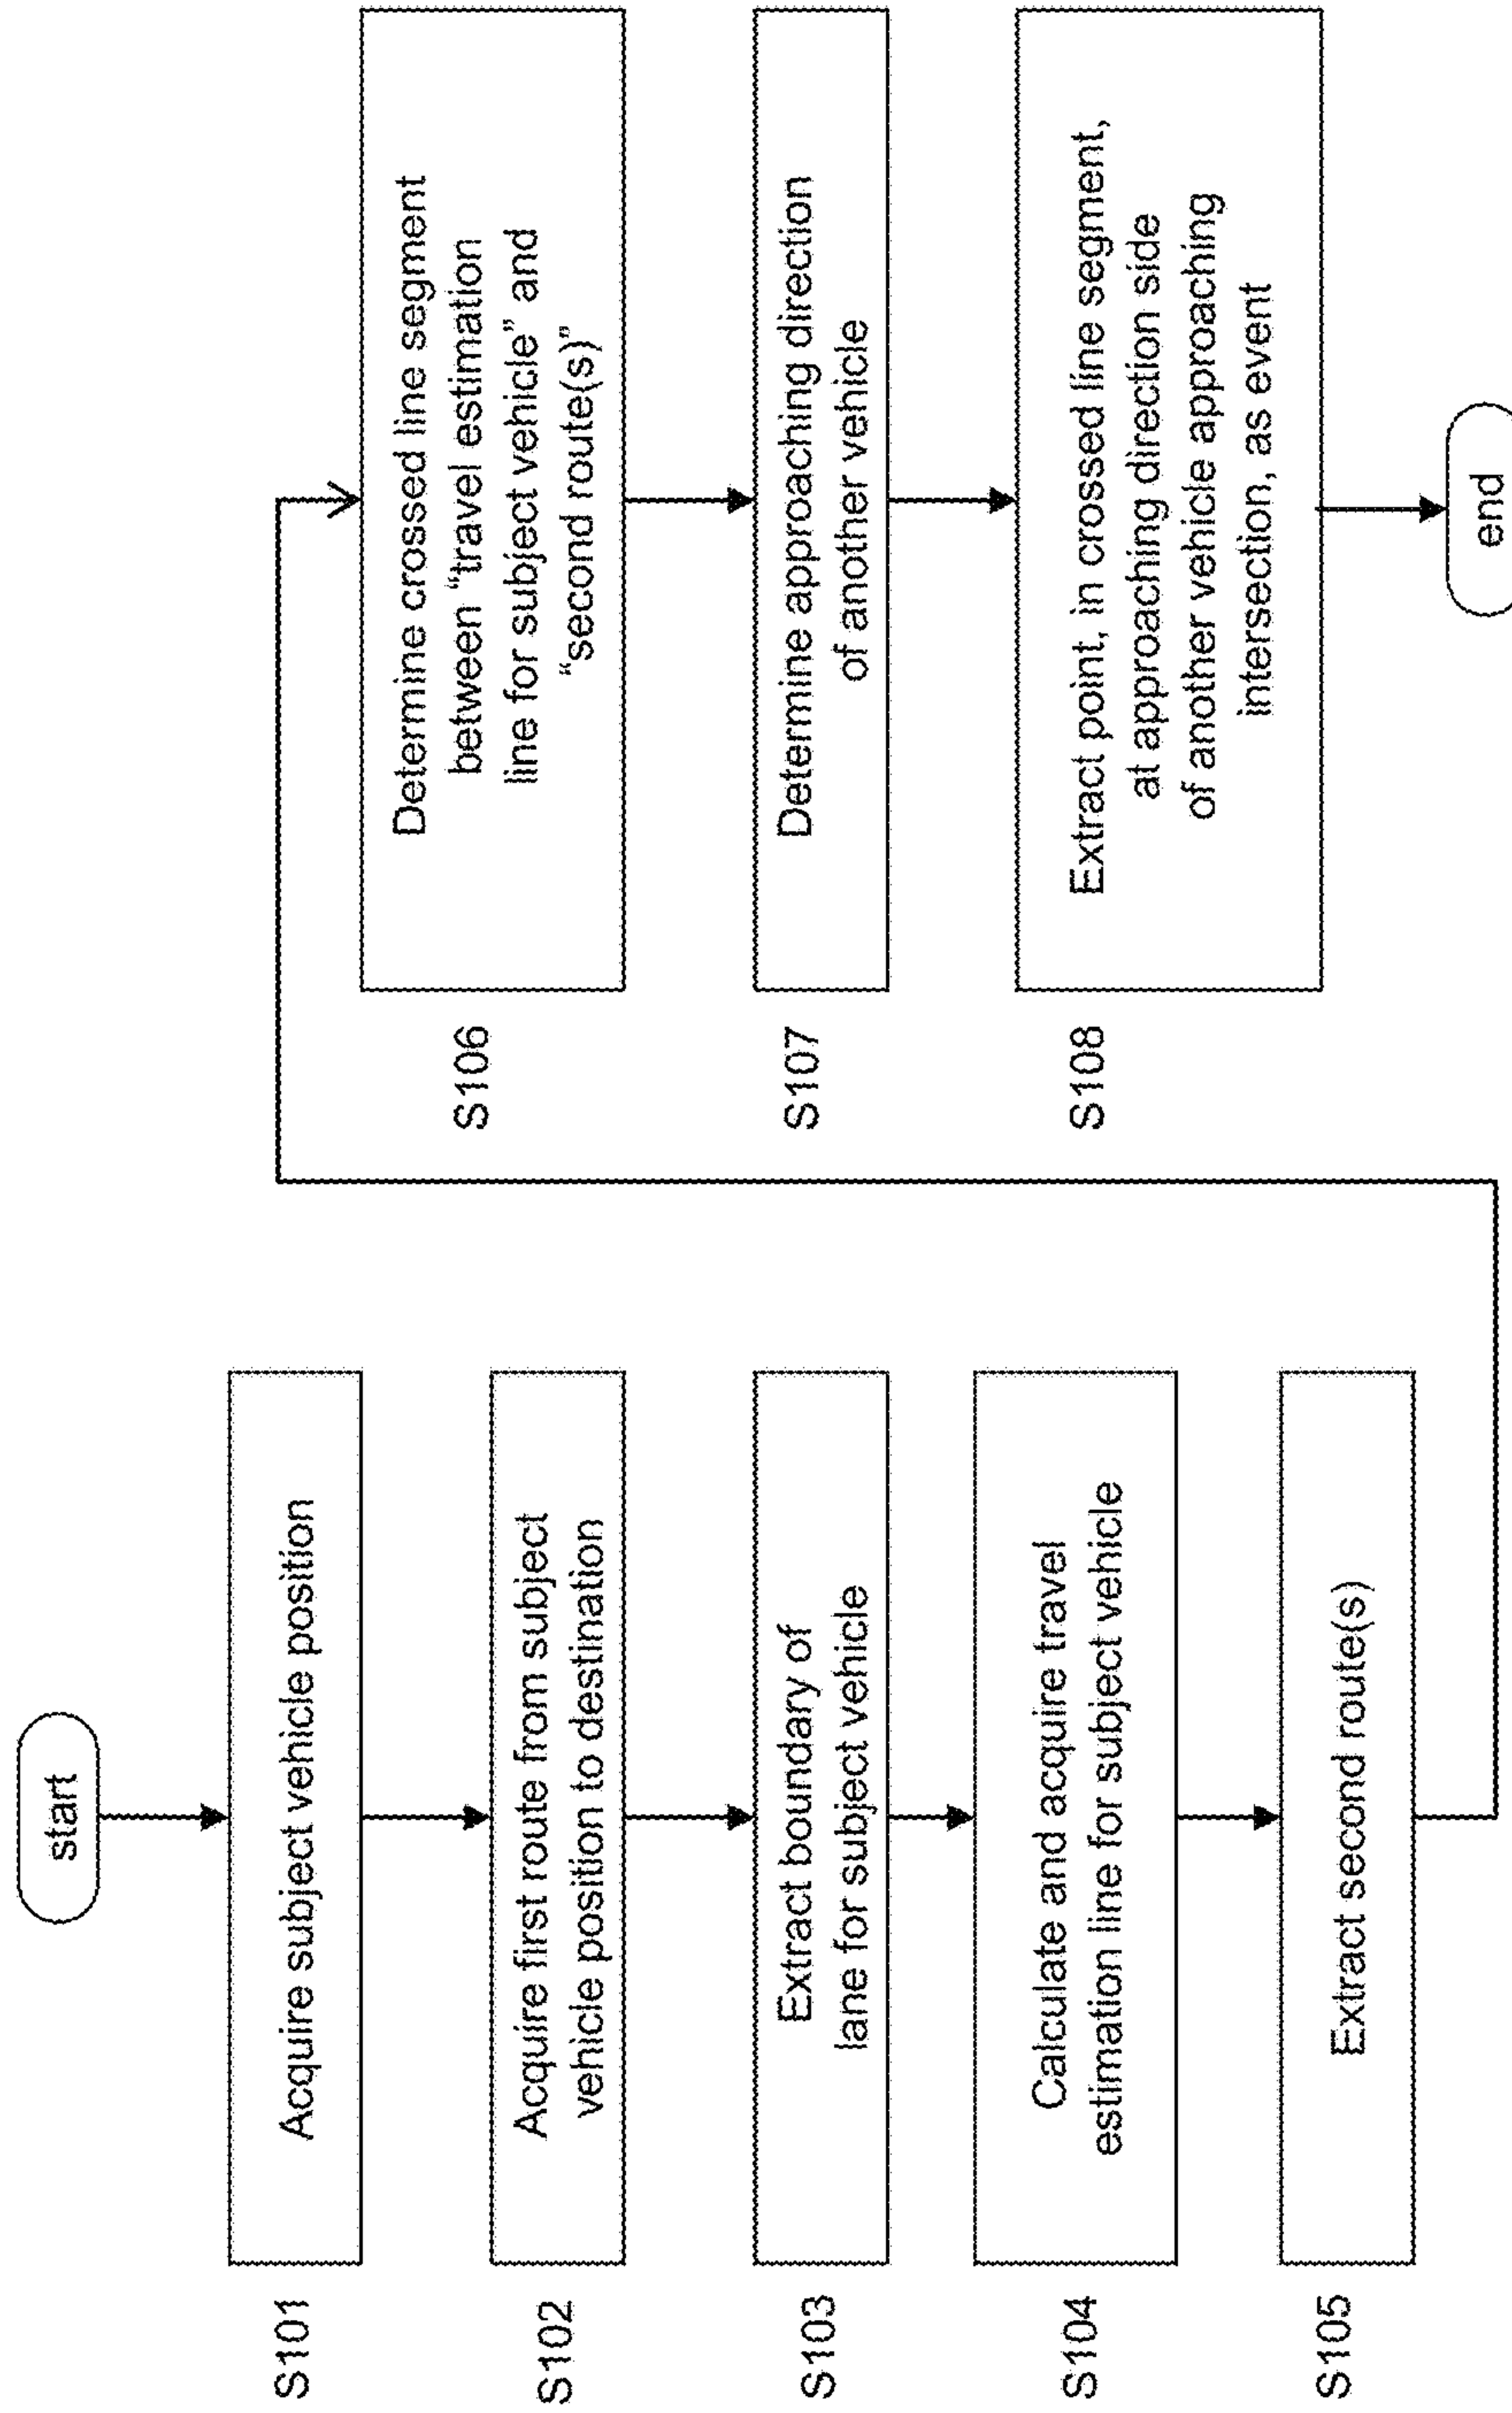 start
S101
Acquire subject vehicle position
S102
Acquire first route from subject
vehicle position to destination
S103
Extract boundary of
lane for subject vehicle
S104
Calculate and acquire travel
estimation line for subject vehicle
S105
Extract second route(s)
S106
Determine crossed line segment
between “travel estimation
line for subject vehicle” and
“second route(s)”
S107
Determine approaching direction
of another vehicle
S108
Extract point, in crossed line segment,
at approaching direction side
of another vehicle approaching
intersection, as event
end